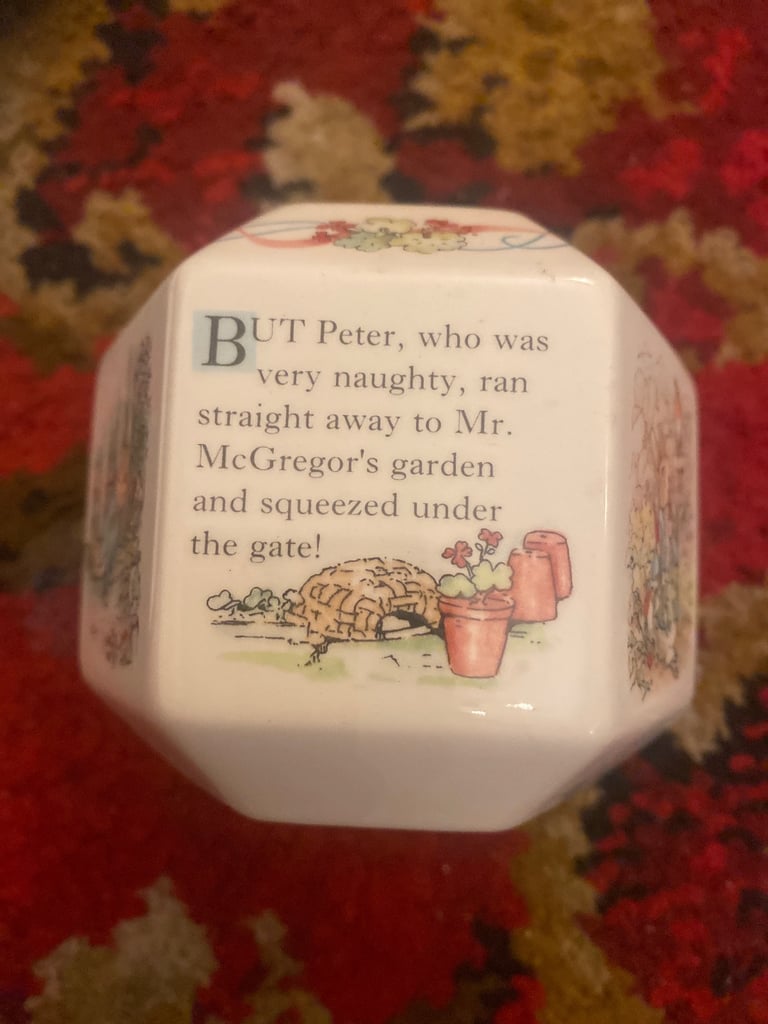 BUT Peter, who was
very naughty, ran
straight away to Mr.
McGregor's garden
and squeezed under
the gate!